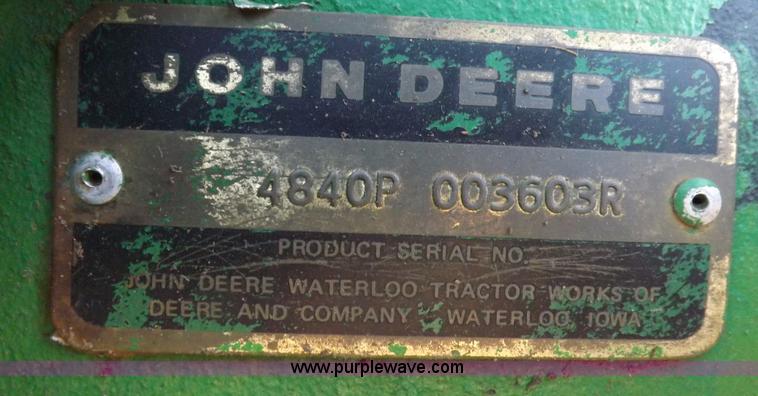 JOHN DEERE
4840P 003603R
PRODUCT SERIAL NO.
JOHN DEERE WATERLOO TRACTOR WORKS OF
DEERE AND COMPANY WATERLOO, IOWA
www.purplewave.com